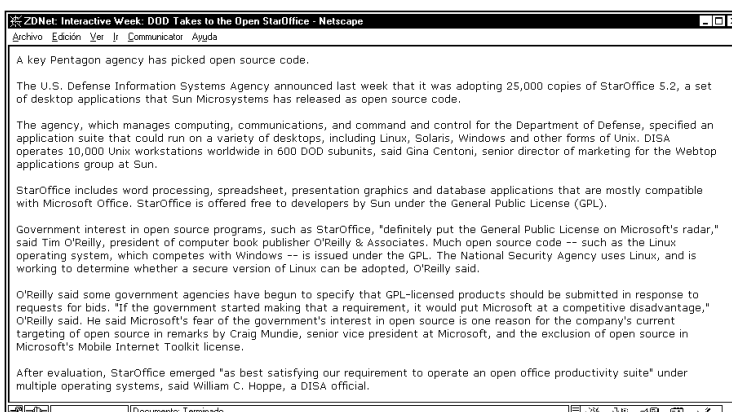 ZDNet: Interactive Week: DOD Takes to the Open StarOffice - Netscape
Archivo Edición Ver Ir Communicator Ayuda
A key Pentagon agency has picked open source code.
The U.S. Defense Information Systems Agency announced last week that it was adopting 25,000 copies of StarOffice 5.2, a set
of desktop applications that Sun Microsystems has released as open source code.
The agency, which manages computing, communications, and command and control for the Department of Defense, specified an
application suite that could run on a variety of desktops, including Linux, Solaris, Windows and other forms of Unix. DISA
operates 10,000 Unix workstations worldwide in 600 DOD subunits, said Gina Centoni, senior director of marketing for the Webtop
applications group at Sun.
StarOffice includes word processing, spreadsheet, presentation graphics and database applications that are mostly compatible
with Microsoft Office. StarOffice is offered free to developers by Sun under the General Public License (GPL).
Government interest in open source programs, such as StarOffice, "definitely put the General Public License on Microsoft's radar,"
said Tim O'Reilly, president of computer book publisher O'Reilly & Associates. Much open source code -- such as the Linux
operating system, which competes with Windows -- is issued under the GPL. The National Security Agency uses Linux, and is
working to determine whether a secure version of Linux can be adopted, O'Reilly said.
O'Reilly said some government agencies have begun to specify that GPL-licensed products should be submitted in response to
requests for bids. "If the government started making that a requirement, it would put Microsoft at a competitive disadvantage,"
O'Reilly said. He said Microsoft's fear of the government's interest in open source is one reason for the company's current
targeting of open source in remarks by Craig Mundie, senior vice president at Microsoft, and the exclusion of open source in
Microsoft's Mobile Internet Toolkit license.
After evaluation, StarOffice emerged "as best satisfying our requirement to operate an open office productivity suite" under
multiple operating systems, said William C. Hoppe, a DISA official.
Documento: Terminado